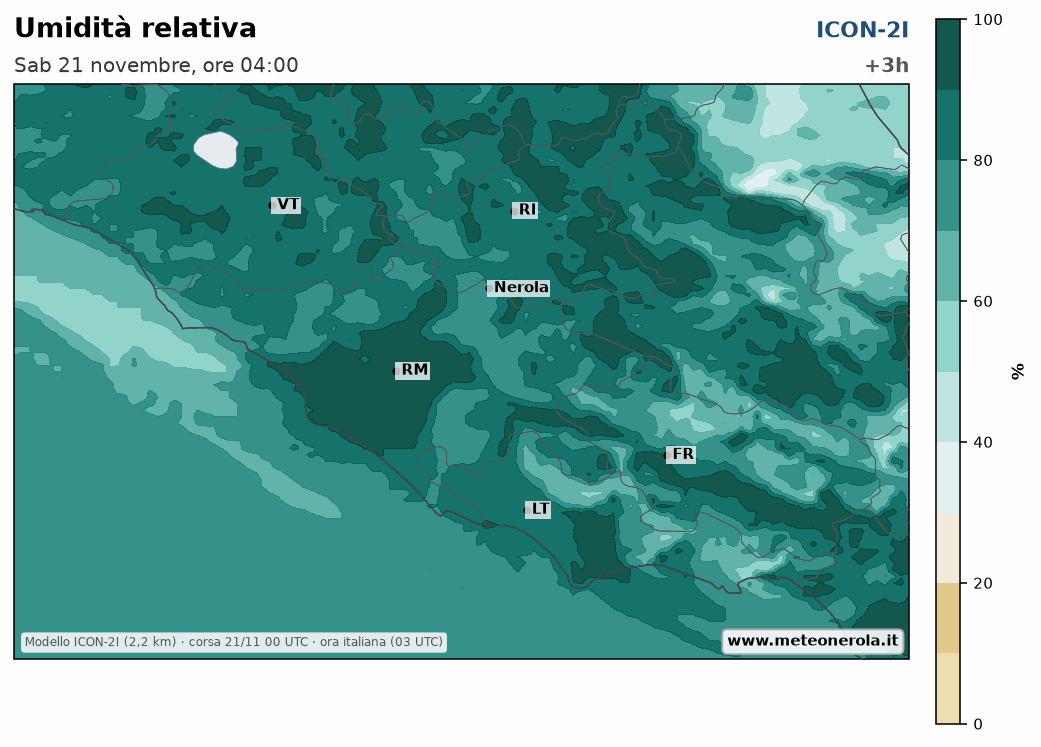 Umidità relativa
ICON-2I
Sab 21 novembre, ore 04:00
+3h
100
80
60
40
20
0
%
VT
RI
Nerola
RM
FR
LT
Modello ICON-2I (2,2 km) · corsa 21/11 00 UTC · ora italiana (03 UTC)
www.meteonerola.it